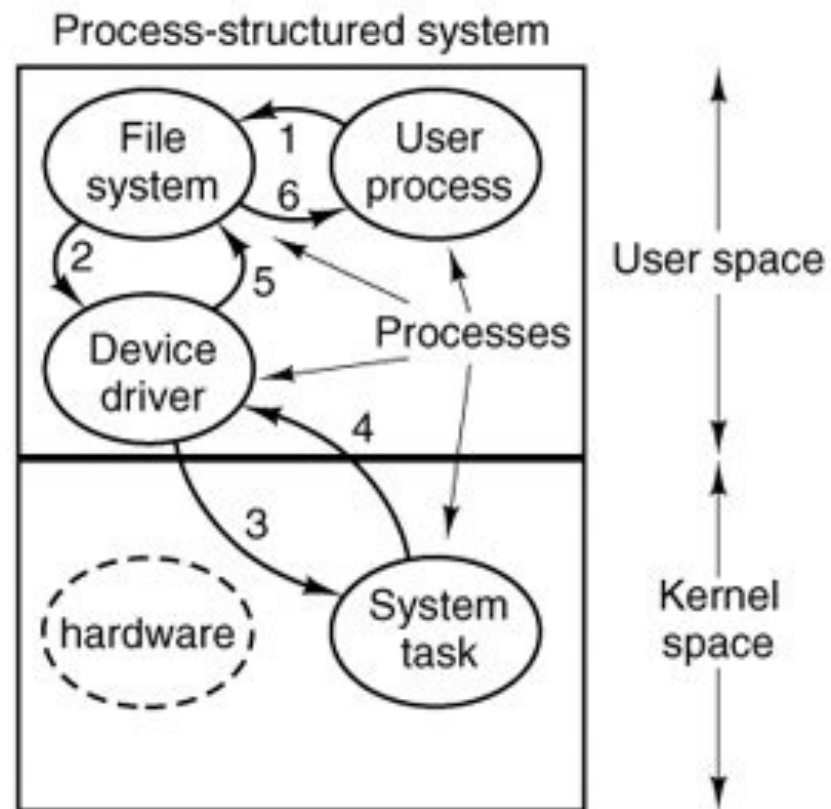 Process-structured system
File
system
1
User
process
6
2
5
User space
Processes
Device
driver
4
3
hardware
System
task
Kernel
space